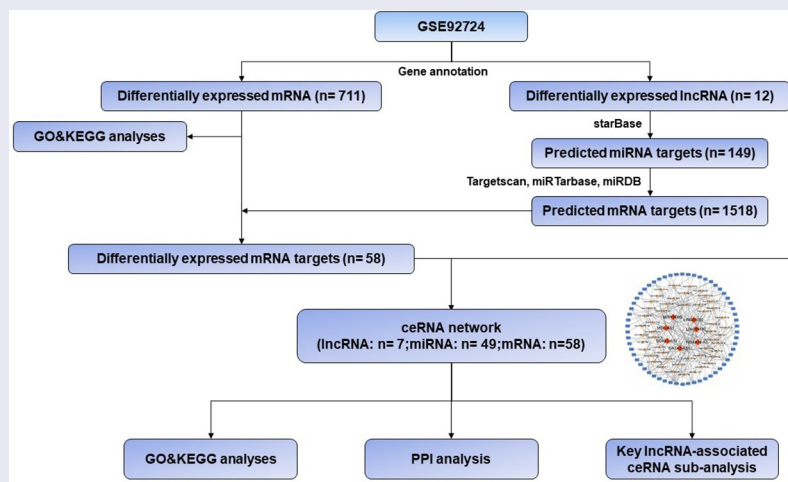 GSE92724
Gene annotation
Differentially expressed mRNA (n= 711)
Differentially expressed lncRNA (n= 12)
starBase
GO&KEGG analyses
Predicted miRNA targets (n= 149)
Targetscan, miRTarbase, miRDB
Predicted mRNA targets (n= 1518)
Differentially expressed mRNA targets (n= 58)
ceRNA network
(lncRNA: n= 7;miRNA: n= 49;mRNA: n=58)
GO&KEGG analyses
PPI analysis
Key lncRNA-associated
ceRNA sub-analysis